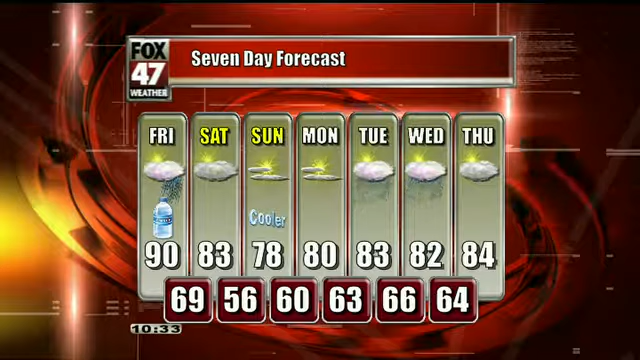 FOX
47
WEATHER
Seven Day Forecast
FRI SAT SUN MON TUE WED THU
Cooler
90 83 78 80 83 82 84
69 56 60 63 66 64
10:33